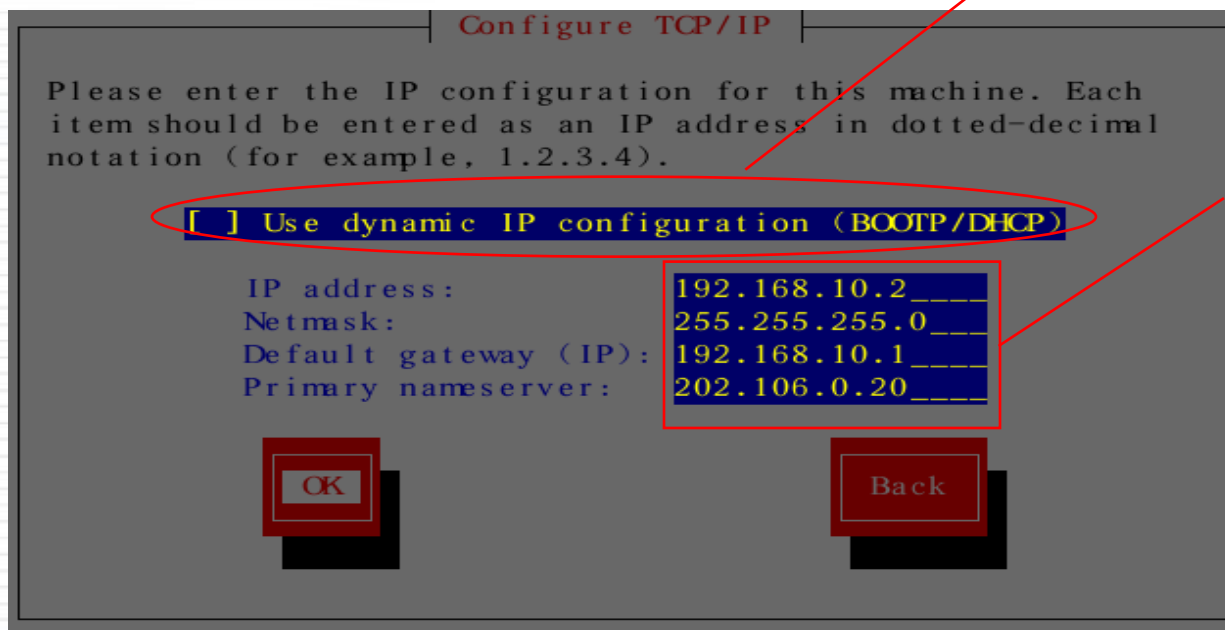 Configure TCP/IP
Please enter the IP configuration for this machine. Each
item should be entered as an IP address in dotted-decimal
notation (for example, 1.2.3.4).
[ ] Use dynamic IP configuration (BOOTP/DHCP)
IP address: 192.168.10.2____
Netmask: 255.255.255.0___
Default gateway (IP): 192.168.10.1____
Primary nameserver: 202.106.0.20____
OK Back